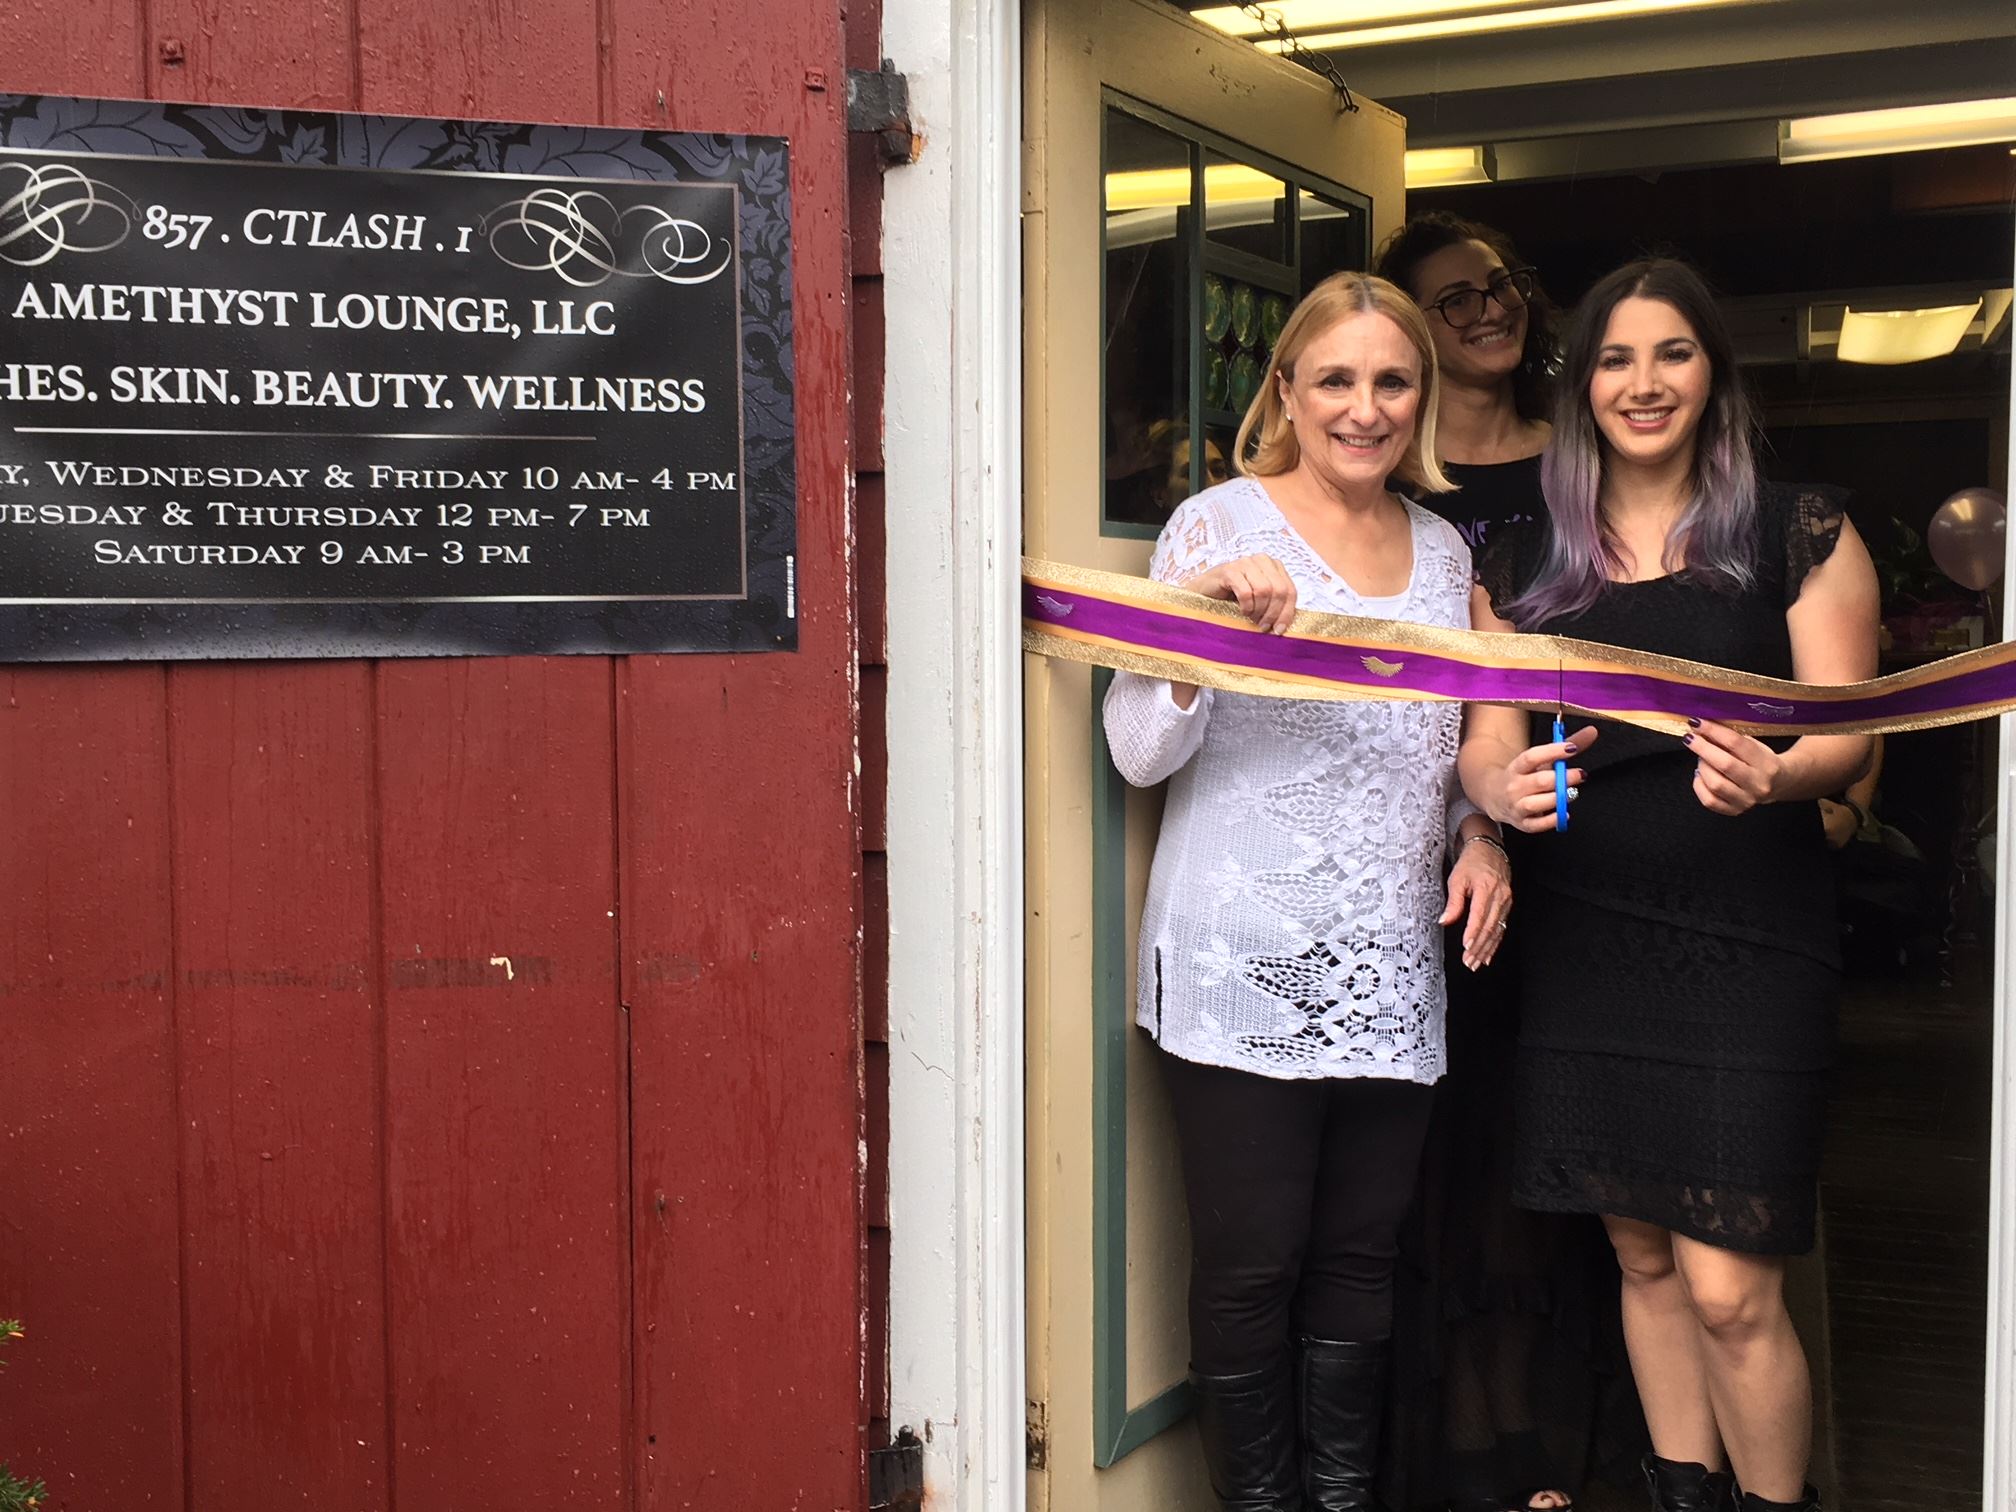 857 . CTLASH . 1
AMETHYST LOUNGE, LLC
SKIN. BEAUTY. WELLNESS
WEDNESDAY & FRIDAY 10 AM- 4 PM
UESDAY & THURSDAY 12 PM- 7 PM
SATURDAY 9 AM- 3 PM